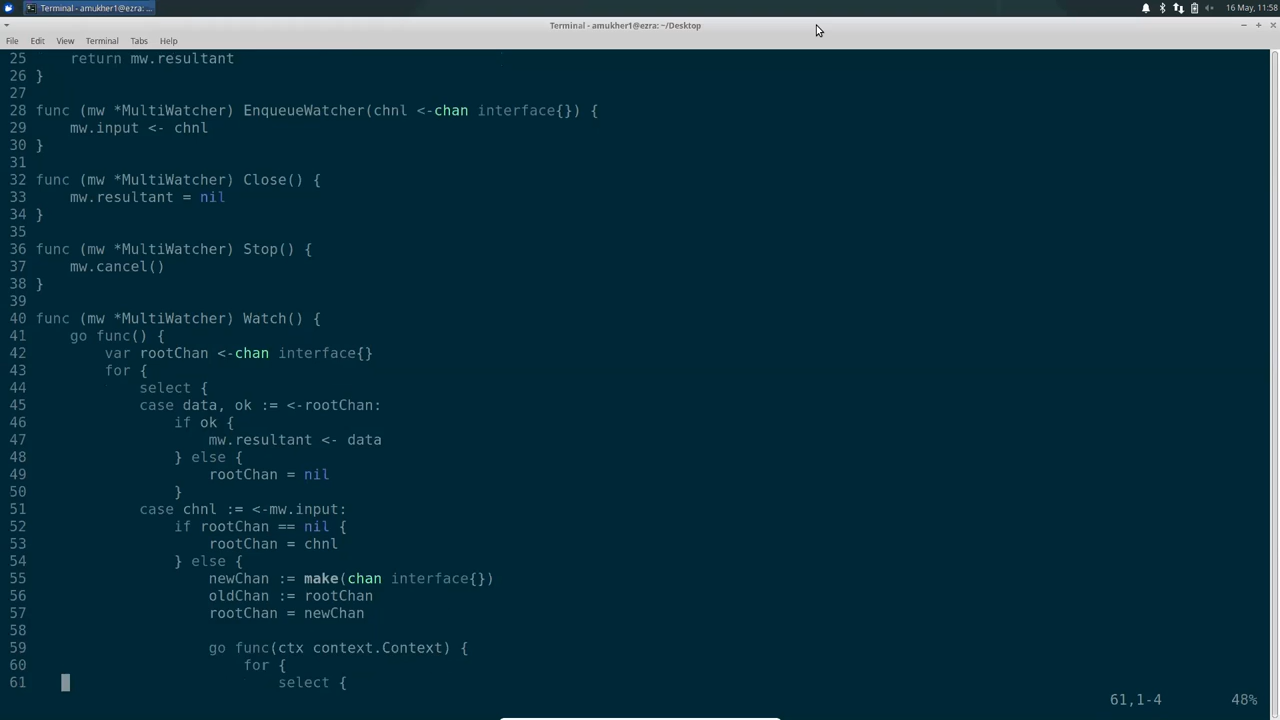 Terminal - amukher1@ezra: ~...
16 May, 11:58
Terminal - amukher1@ezra: ~/Desktop
File Edit View Terminal Tabs Help
25     return mw.resultant
26 }
27
28 func (mw *MultiWatcher) EnqueueWatcher(chnl <-chan interface{}) {
29     mw.input <- chnl
30 }
31
32 func (mw *MultiWatcher) Close() {
33     mw.resultant = nil
34 }
35
36 func (mw *MultiWatcher) Stop() {
37     mw.cancel()
38 }
39
40 func (mw *MultiWatcher) Watch() {
41     go func() {
42         var rootChan <-chan interface{}
43         for {
44             select {
45             case data, ok := <-rootChan:
46                 if ok {
47                     mw.resultant <- data
48                 } else {
49                     rootChan = nil
50                 }
51             case chnl := <-mw.input:
52                 if rootChan == nil {
53                     rootChan = chnl
54                 } else {
55                     newChan := make(chan interface{})
56                     oldChan := rootChan
57                     rootChan = newChan
58
59                     go func(ctx context.Context) {
60                         for {
61                             select {
61,1-4 48%